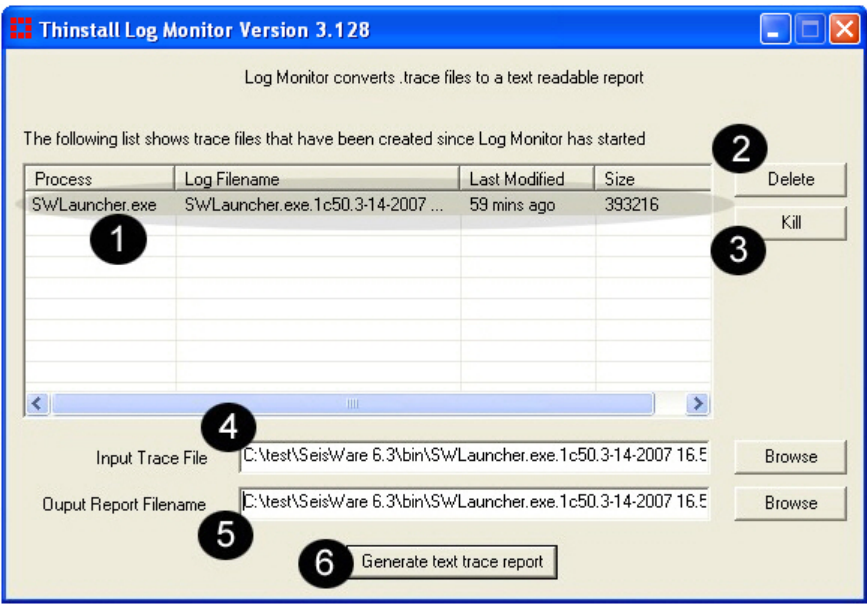 Thinstall Log Monitor Version 3.128
Log Monitor converts .trace files to a text readable report
The following list shows trace files that have been created since Log Monitor has started
2
Process Log Filename Last Modified Size Delete
SWLauncher.exe SWLauncher.exe.1c50.3-14-2007 ... 59 mins ago 393216
Kill
1
3
4
Input Trace File C:\test\SeisWare 6.3\bin\SWLauncher.exe.1c50.3-14-2007 16.5 Browse
Ouput Report Filename C:\test\SeisWare 6.3\bin\SWLauncher.exe.1c50.3-14-2007 16.5 Browse
5
6 Generate text trace report